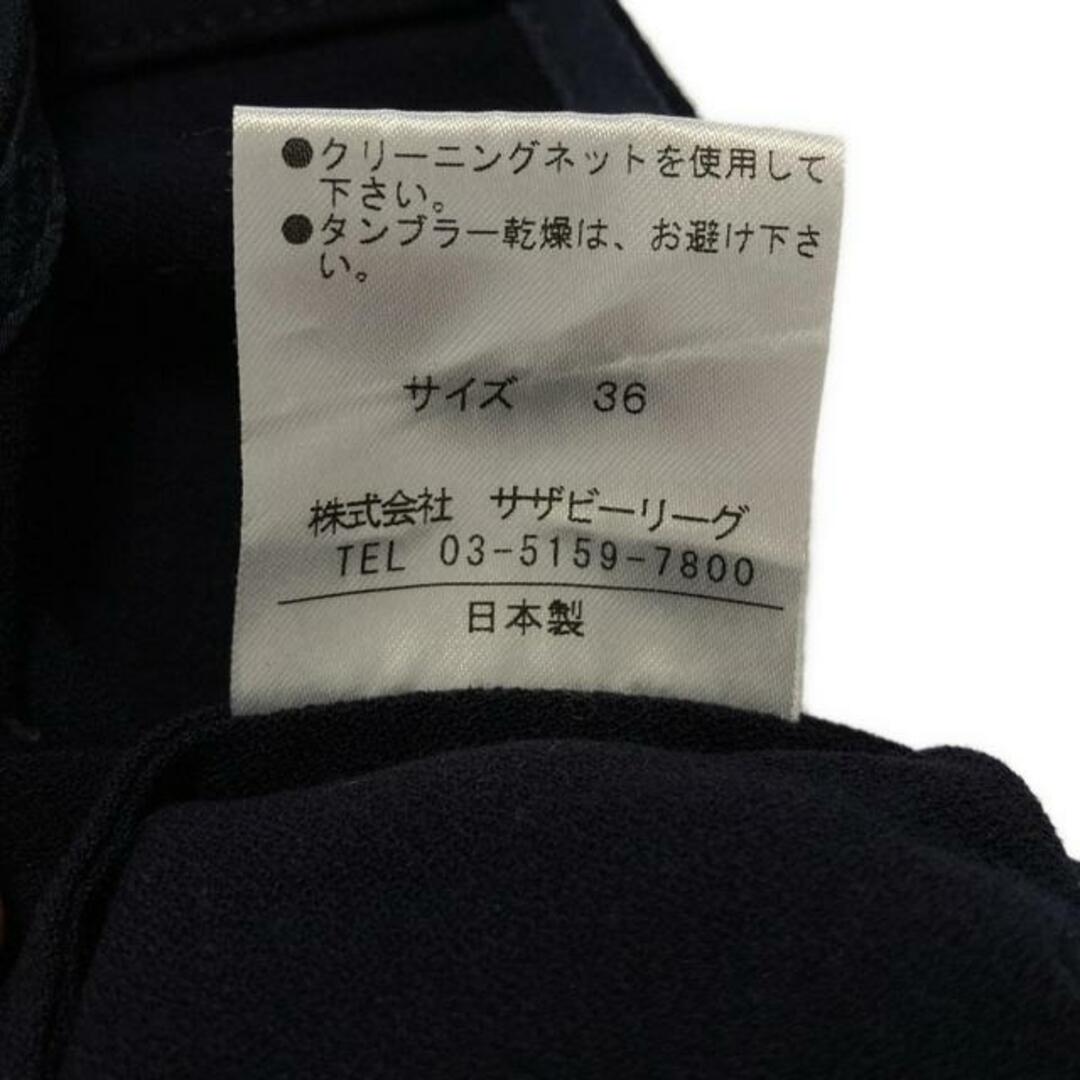 ●クリーニングネットを使用して
下さい。
●タンブラー乾燥は、お避け下さ
い。
サイズ 36
株式会社 サザビーリーグ
TEL 03-5159-7800
日本製